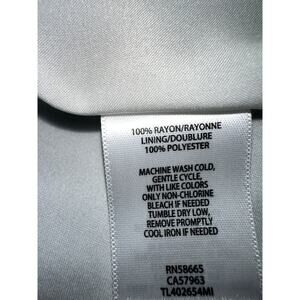 100% RAYON/RAYONNE
LINING/DOUBLURE
100% POLYESTER
MACHINE WASH COLD,
GENTLE CYCLE,
WITH LIKE COLORS
ONLY NON-CHLORINE
BLEACH IF NEEDED
TUMBLE DRY LOW,
REMOVE PROMPTLY
COOL IRON IF NEEDED
RN58665
CA57963
TL402654MI